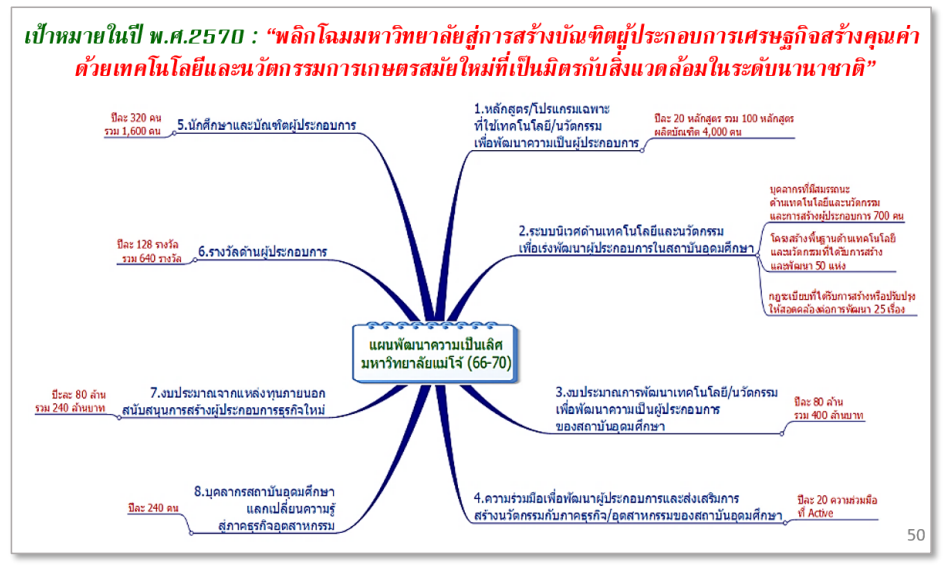 เป้าหมายในปี พ.ศ.2570 : “พลิกโฉมมหาวิทยาลัยสู่การสร้างบัณฑิตผู้ประกอบการเศรษฐกิจสร้างคุณค่า
ด้วยเทคโนโลยีและนวัตกรรมการเกษตรสมัยใหม่ที่เป็นมิตรกับสิ่งแวดล้อมในระดับนานาชาติ”
1.หลักสูตร/โปรแกรมเฉพาะ
ที่ใช้เทคโนโลยี/นวัตกรรม
เพื่อพัฒนาความเป็นผู้ประกอบการ
ปีละ 20 หลักสูตร รวม 100 หลักสูตร
ผลิตบัณฑิต 4,000 คน
2.ระบบนิเวศด้านเทคโนโลยีและนวัตกรรม
เพื่อเร่งพัฒนาผู้ประกอบการในสถาบันอุดมศึกษา
บุคลากรที่มีสมรรถนะ
ด้านเทคโนโลยีและนวัตกรรม
และการสร้างผู้ประกอบการ 700 คน
โครงสร้างพื้นฐานด้านเทคโนโลยี
และนวัตกรรมที่ได้รับการสร้าง
และพัฒนา 50 แห่ง
กฎระเบียบที่ได้รับการสร้างหรือปรับปรุง
ให้สอดคล้องต่อการพัฒนา 25 เรื่อง
3.งบประมาณการพัฒนาเทคโนโลยี/นวัตกรรม
เพื่อพัฒนาความเป็นผู้ประกอบการ
ของสถาบันอุดมศึกษา
ปีละ 80 ล้าน
รวม 400 ล้านบาท
4.ความร่วมมือเพื่อพัฒนาผู้ประกอบการและส่งเสริมการ
สร้างนวัตกรรมกับภาคธุรกิจ/อุตสาหกรรมของสถาบันอุดมศึกษา
ปีละ 20 ความร่วมมือ
ที่ Active
5.นักศึกษาและบัณฑิตผู้ประกอบการ
ปีละ 320 คน
รวม 1,600 คน
6.รางวัลด้านผู้ประกอบการ
ปีละ 128 รางวัล
รวม 640 รางวัล
แผนพัฒนาความเป็นเลิศ
มหาวิทยาลัยแม่โจ้ (66-70)
7.งบประมาณจากแหล่งทุนภายนอก
สนับสนุนการสร้างผู้ประกอบการธุรกิจใหม่
ปีะละ 80 ล้าน
รวม 240 ล้านบาท
8.บุคลากรสถาบันอุดมศึกษา
แลกเปลี่ยนความรู้
สู่ภาคธุรกิจอุตสาหกรรม
ปีละ 240 คน
50